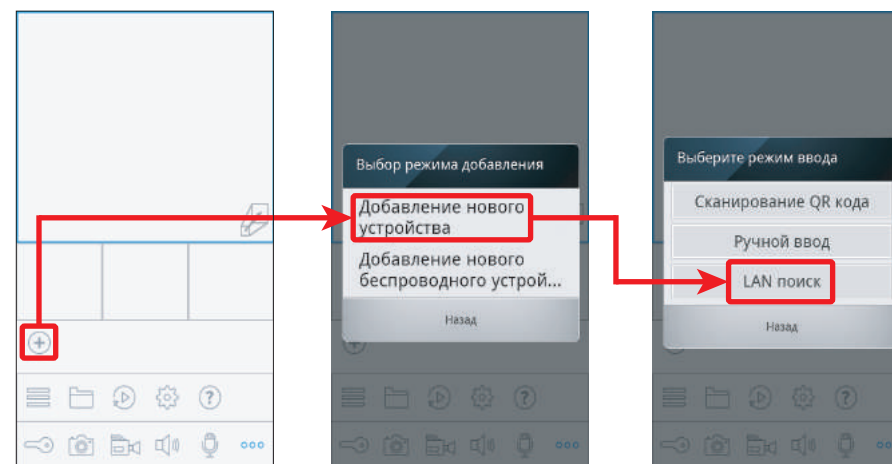 Выбор режима добавления
Добавление нового
устройства
Добавление нового
беспроводного устрой...
Назад
Выберите режим ввода
Сканирование QR кода
Ручной ввод
LAN поиск
Назад